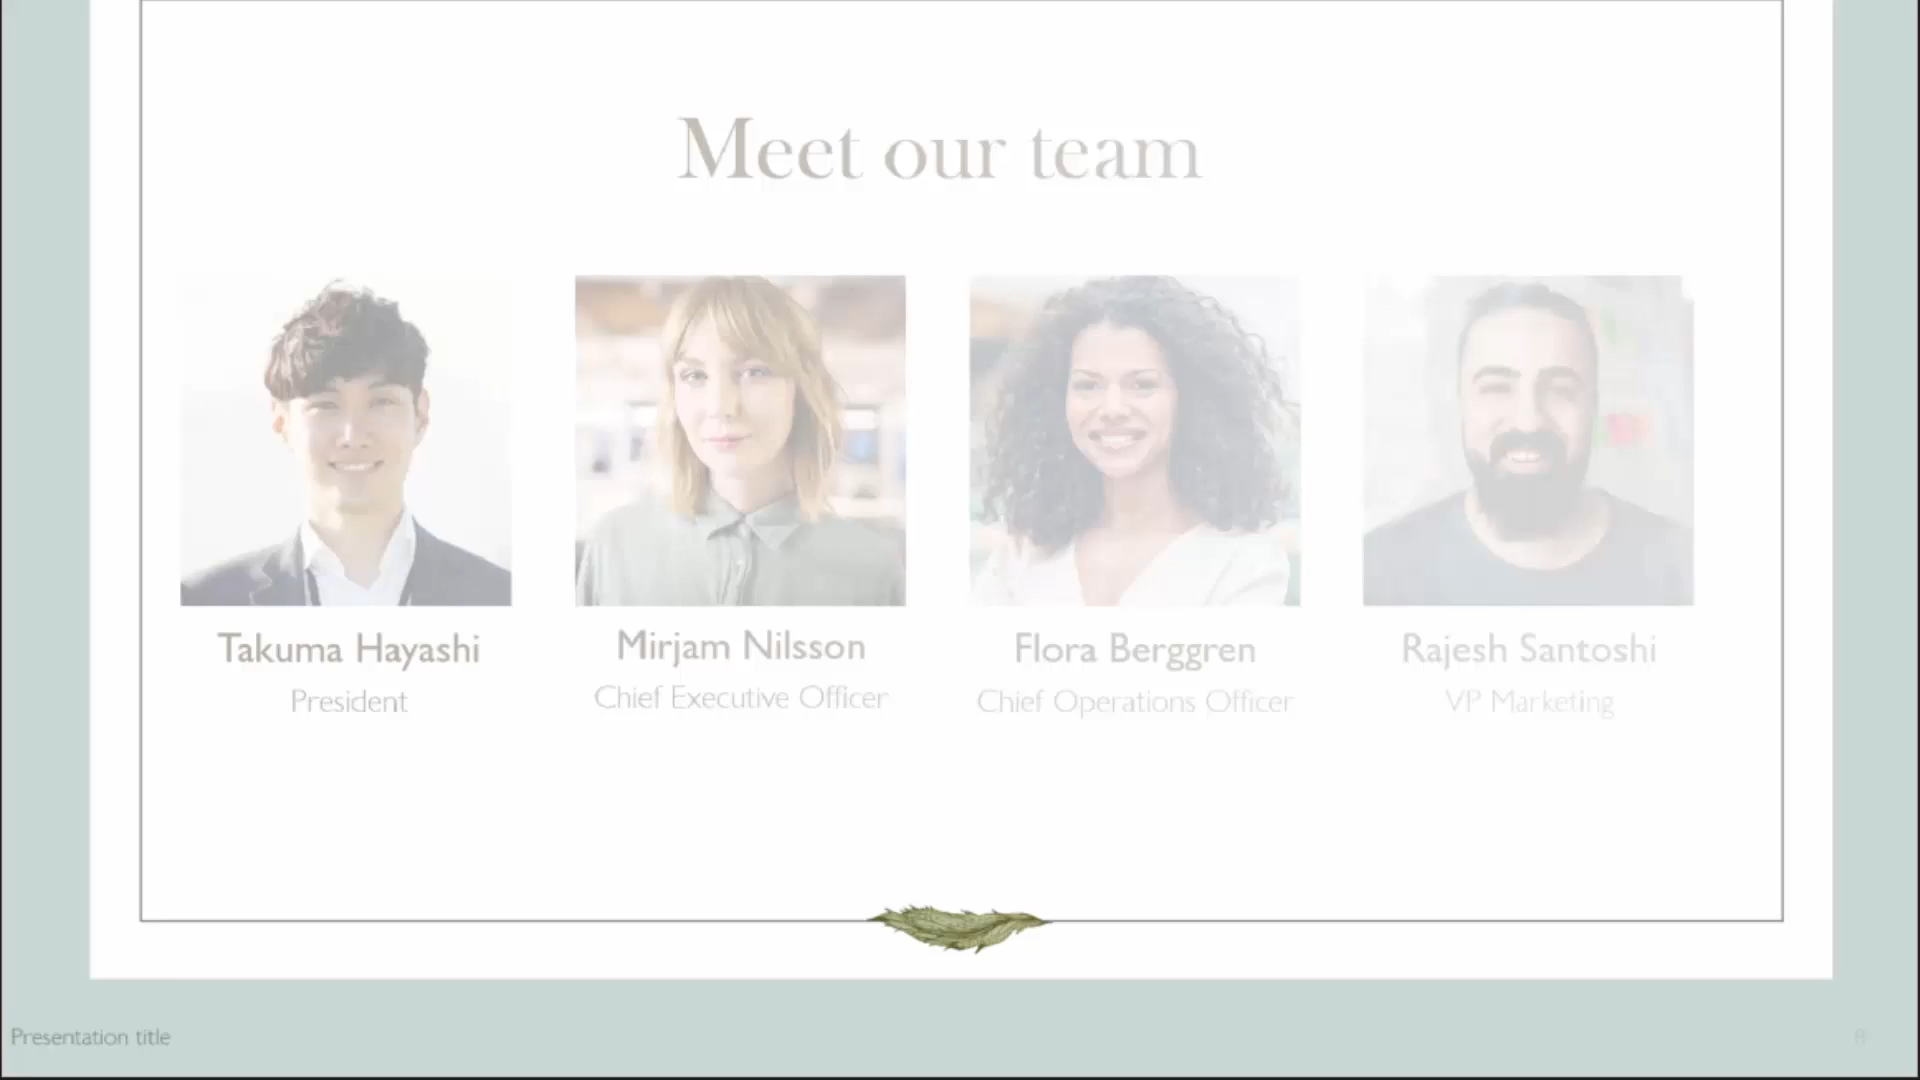 Meet our team
Takuma Hayashi
President
Mirjam Nilsson
Chief Executive Officer
Flora Berggren
Chief Operations Officer
Rajesh Santoshi
VP Marketing
Presentation title